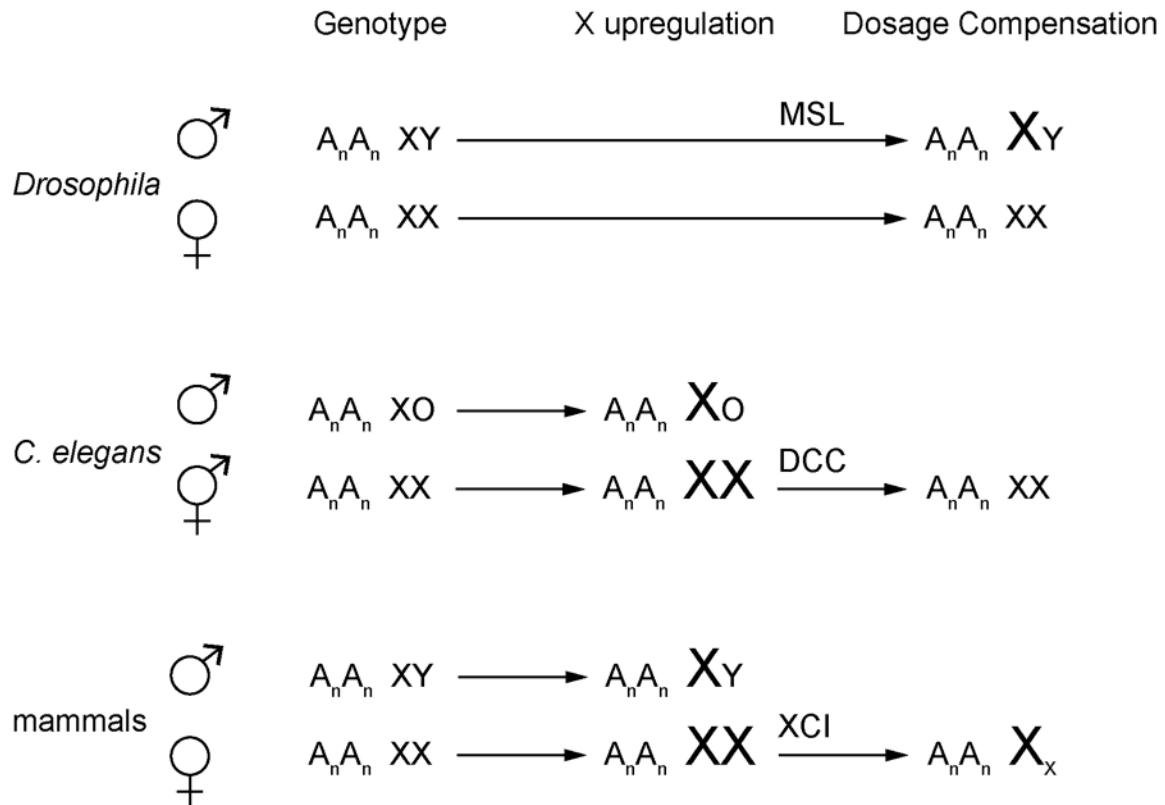 Genotype X upregulation Dosage Compensation
MSL
AnAn XY AnAn XY
Drosophila
AnAn XX AnAn XX
AnAn XO AnAn XO
C. elegans
DCC
AnAn XX AnAn XX AnAn XX
AnAn XY AnAn XY
mammals
XCI
AnAn XX AnAn XX AnAn Xx